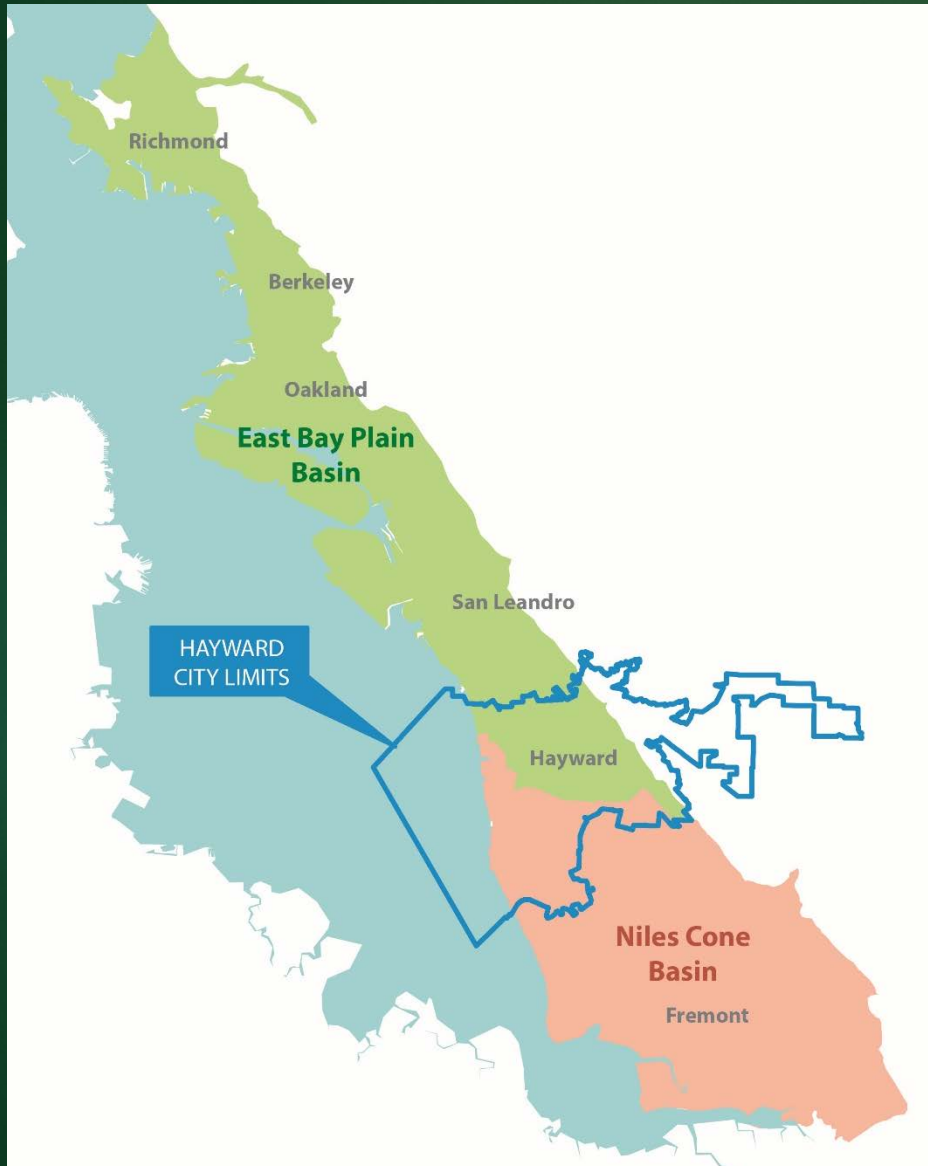 Richmond
Berkeley
Oakland
East Bay Plain
Basin
San Leandro
HAYWARD
CITY LIMITS
Hayward
Niles Cone
Basin
Fremont